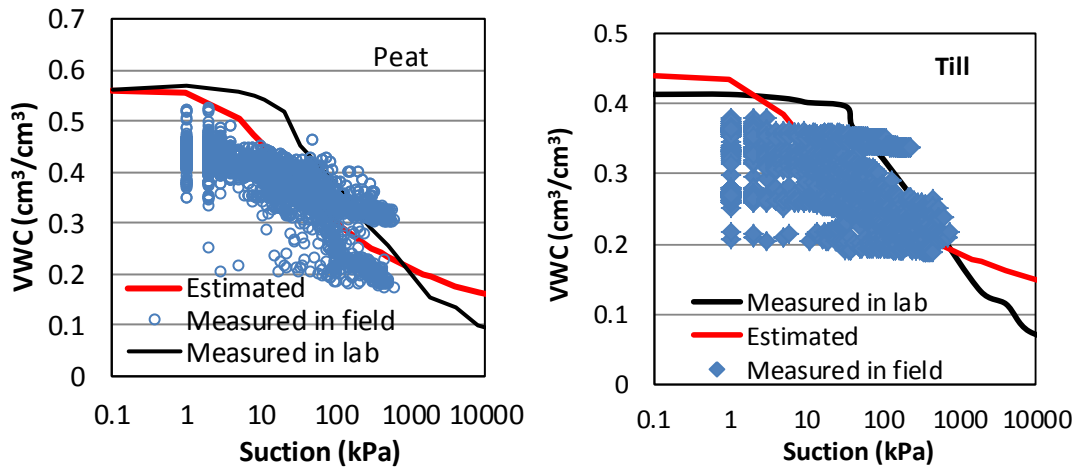 0.7
0.6
0.5
0.4
0.3
0.2
0.1
0
VWC (cm³/cm³)
Peat
Estimated
Measured in field
Measured in lab
0.1 1 10 100 1000 10000
Suction (kPa)
0.5
0.4
0.3
0.2
0.1
0
VWC (cm³/cm³)
Till
Measured in lab
Estimated
Measured in field
0.1 1 10 100 1000 10000
Suction (kPa)